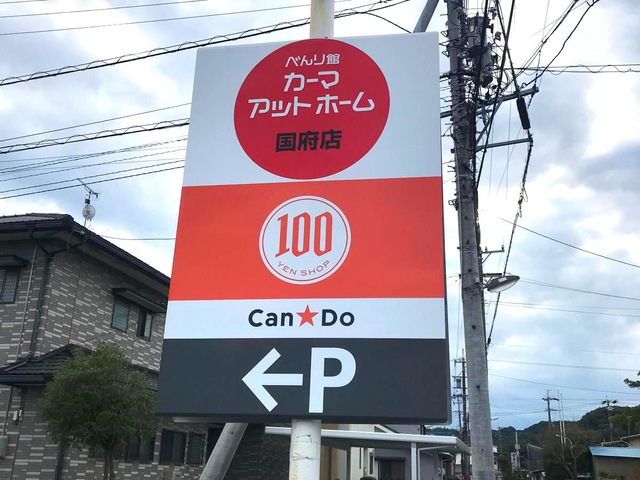 べんり館
カーマ
アットホーム
国府店
100
YEN SHOP
Can★Do
←P